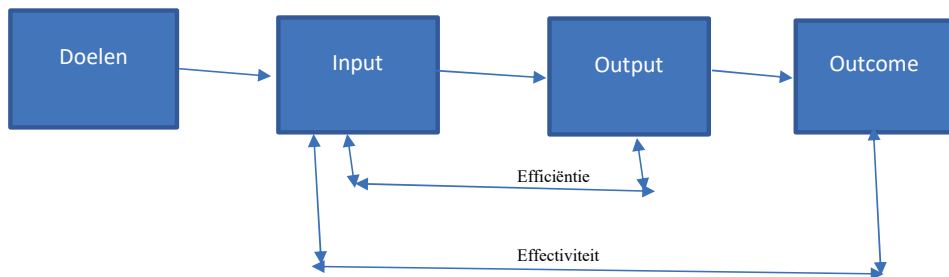 Doelen
Input
Output
Outcome
Efficiëntie
Effectiviteit